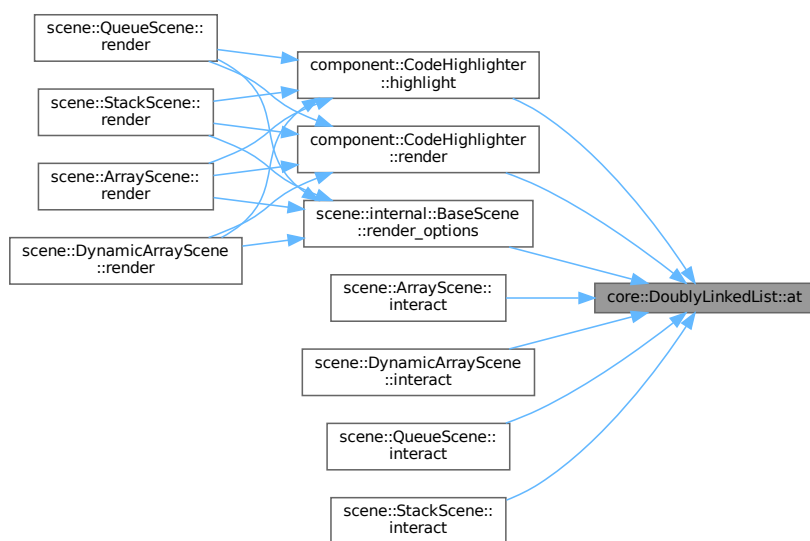 scene::QueueScene::
render
scene::StackScene::
render
scene::ArrayScene::
render
scene::DynamicArrayScene
::render
component::CodeHighlighter
::highlight
component::CodeHighlighter
::render
scene::internal::BaseScene
::render_options
scene::ArrayScene::
interact
scene::DynamicArrayScene
::interact
scene::QueueScene::
interact
scene::StackScene::
interact
core::DoublyLinkedList::at